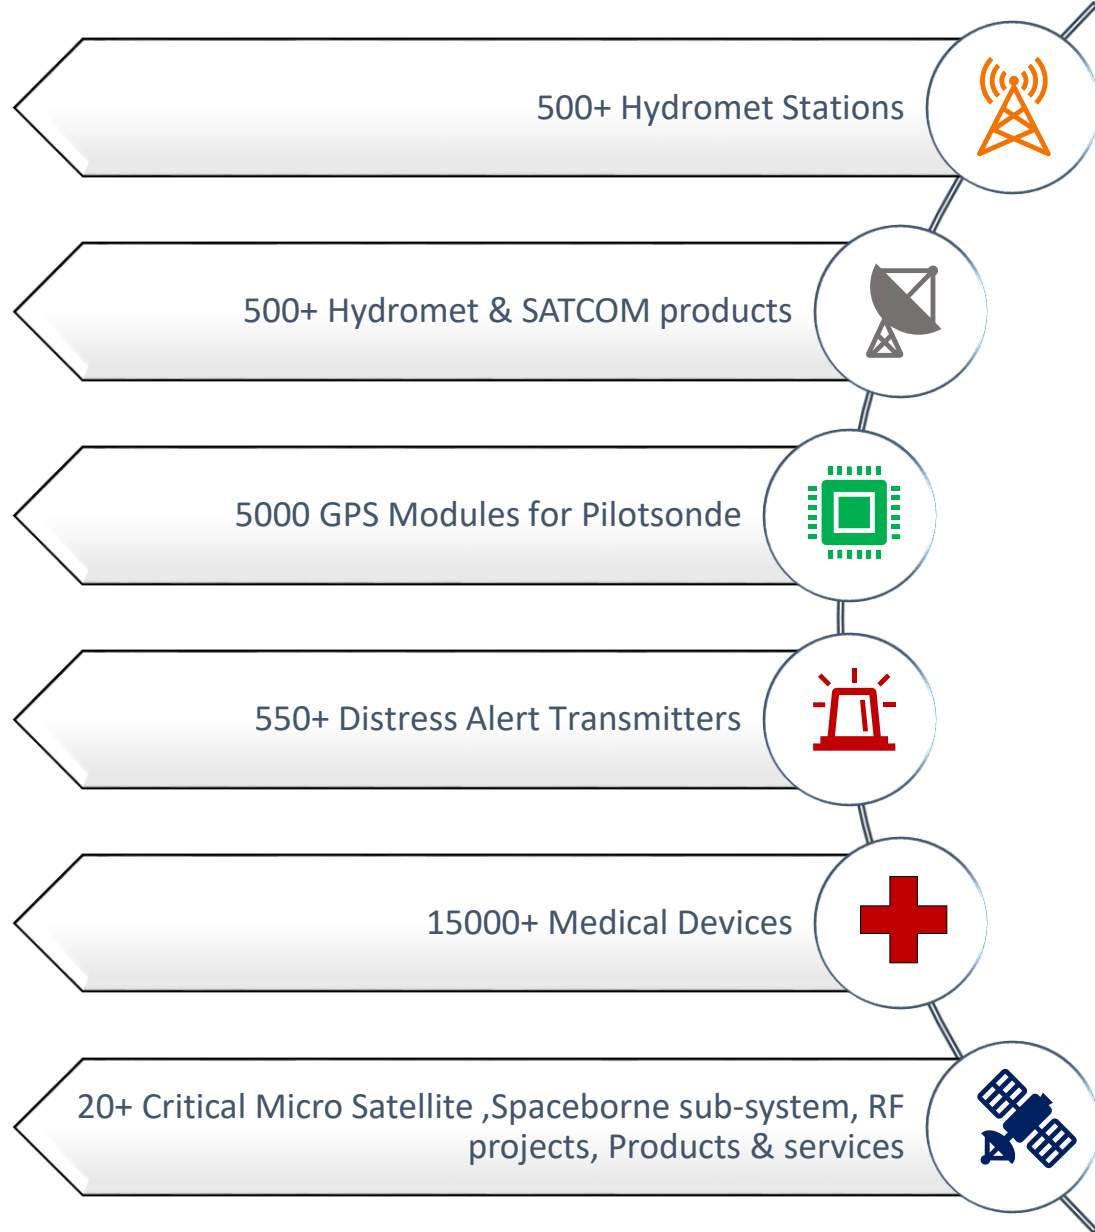 500+ Hydromet Stations
500+ Hydromet & SATCOM products
5000 GPS Modules for Pilotsonde
550+ Distress Alert Transmitters
15000+ Medical Devices
20+ Critical Micro Satellite ,Spaceborne sub-system, RF
projects, Products & services